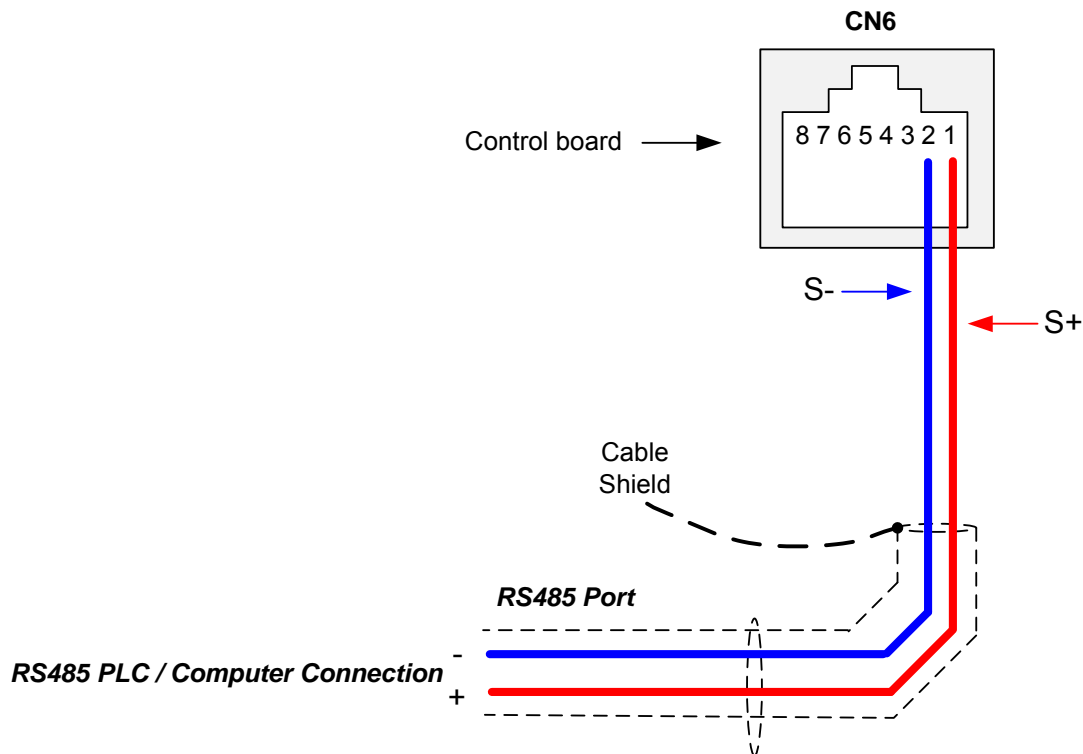 CN6
Control board
8 7 6 5 4 3 2 1
S-
S+
Cable
Shield
RS485 Port
-
RS485 PLC / Computer Connection
+